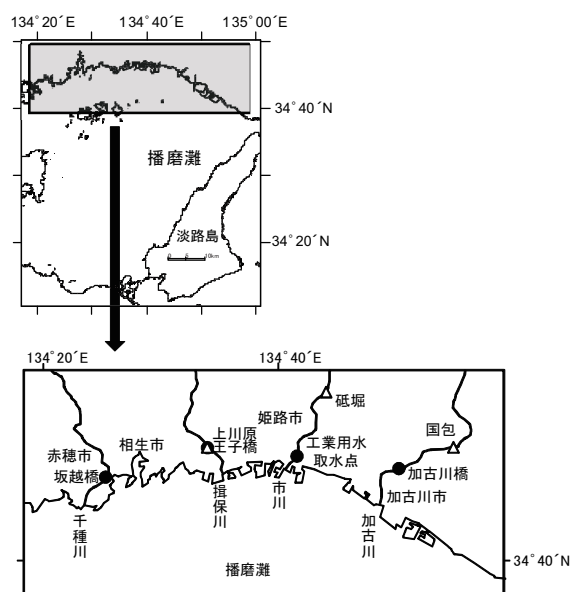 134˚20´E
134˚40´E
135˚00´E
34˚40´N
播磨灘
淡路島
0 5 10km
34˚20´N
134˚20´E
134˚40´E
砥堀
姫路市
上川原
王子橋
相生市
赤穂市
坂越橋
工業用水
取水点
国包
加古川橋
加古川市
千種川
揖保川
市川
加古川
34˚40´N
播磨灘